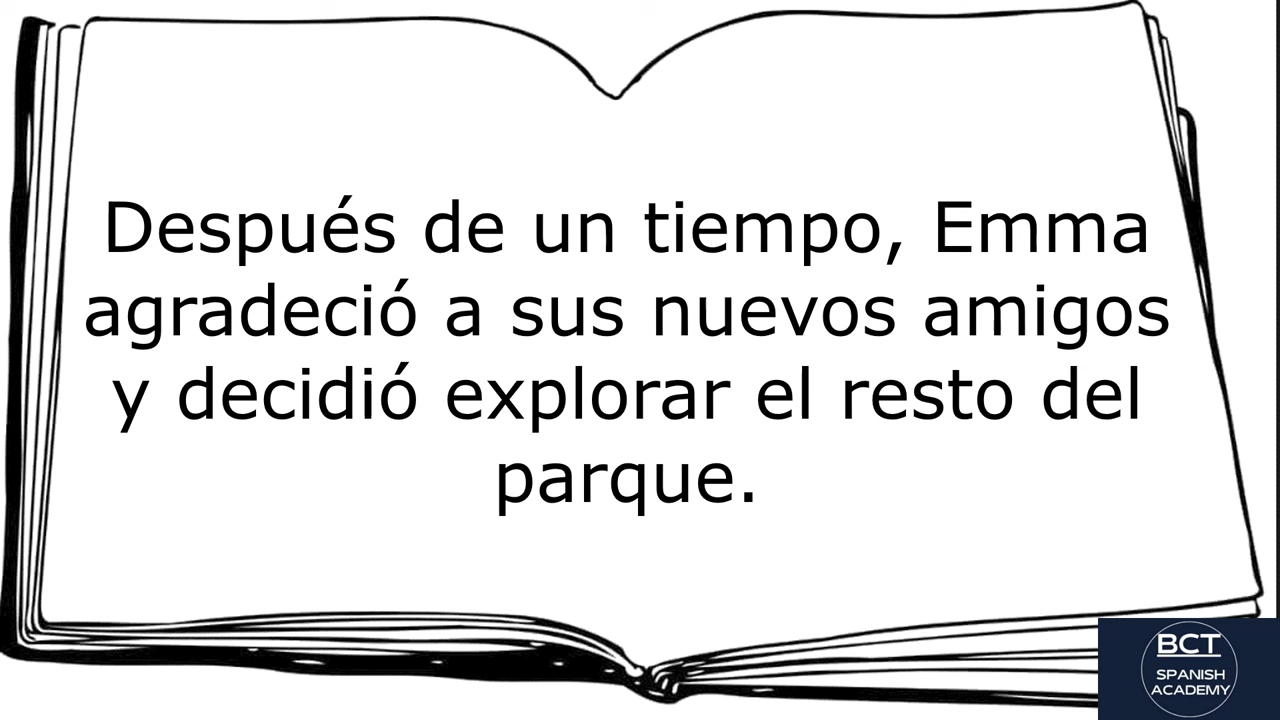 Después de un tiempo, Emma
agradeció a sus nuevos amigos
y decidió explorar el resto del
parque.
BCT
SPANISH
ACADEMY